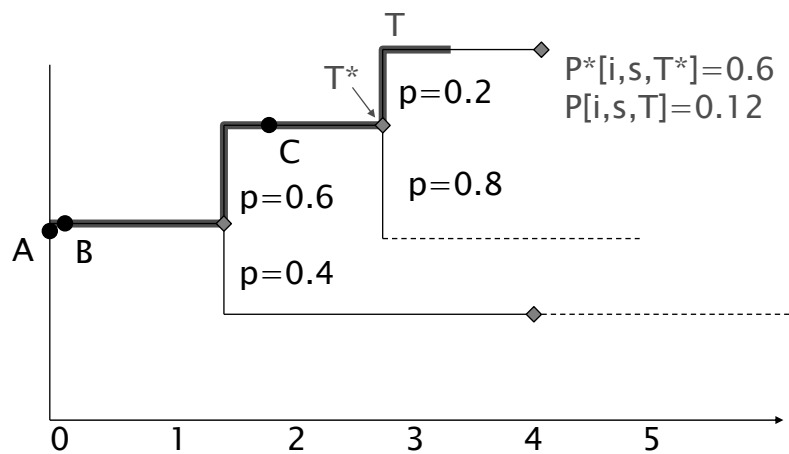 T
P*[i,s,T*]=0.6
T*
p=0.2
P[i,s,T]=0.12
C
p=0.6
p=0.8
A
B
p=0.4
0 1 2 3 4 5